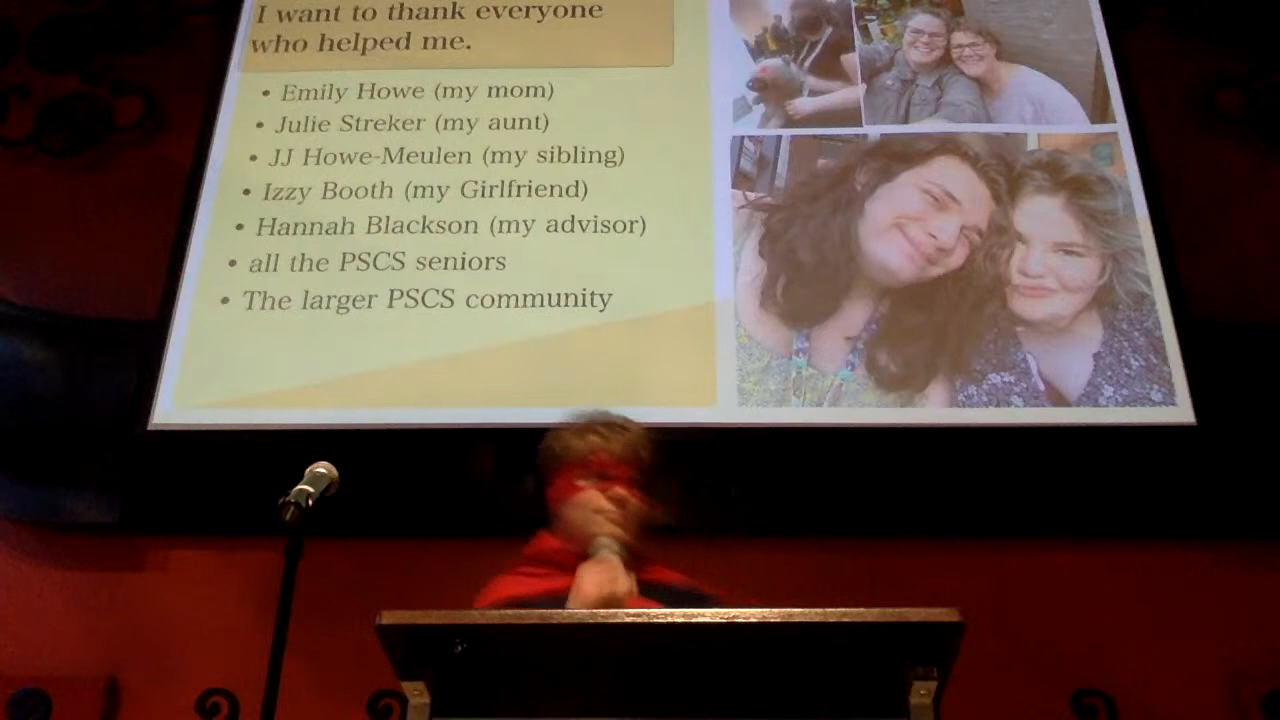 I want to thank everyone
who helped me.
• Emily Howe (my mom)
• Julie Streker (my aunt)
• JJ Howe-Meulen (my sibling)
• Izzy Booth (my Girlfriend)
• Hannah Blackson (my advisor)
• all the PSCS seniors
• The larger PSCS community